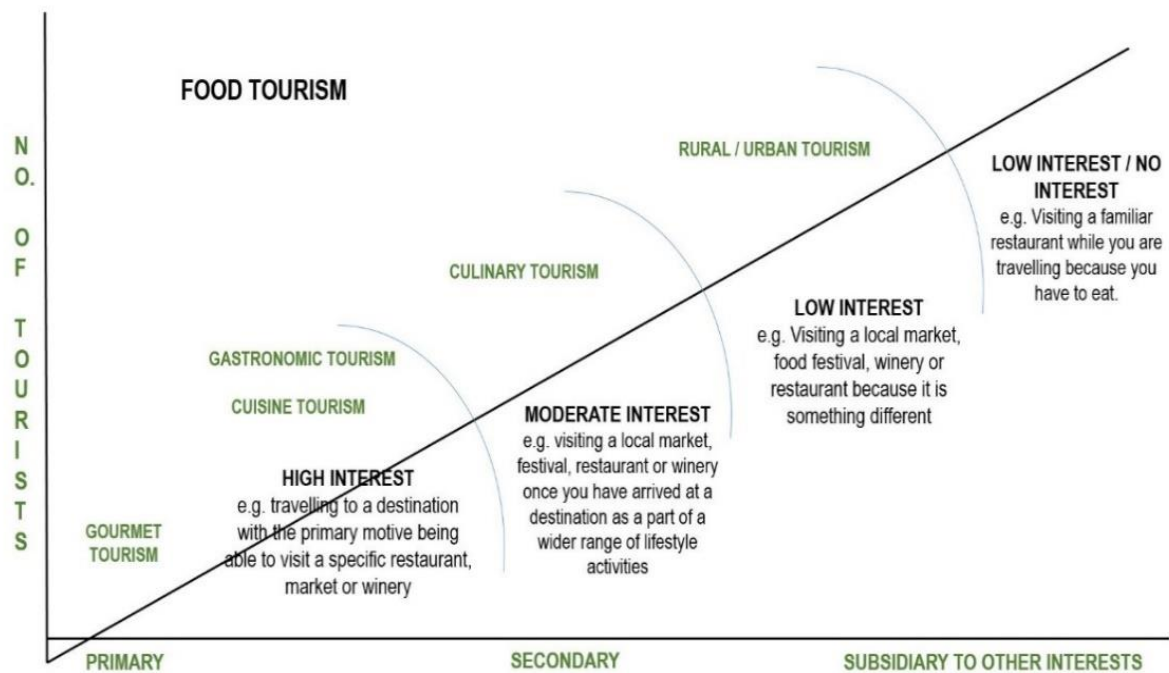 FOOD TOURISM
NO. OF TOURISTS
RURAL / URBAN TOURISM
LOW INTEREST / NO
INTEREST
e.g. Visiting a familiar
restaurant while you are
travelling because you
have to eat.
CULINARY TOURISM
LOW INTEREST
e.g. Visiting a local market,
food festival, winery or
restaurant because it is
something different
GASTRONOMIC TOURISM
CUISINE TOURISM
MODERATE INTEREST
e.g. visiting a local market,
festival, restaurant or winery
once you have arrived at a
destination as a part of a
wider range of lifestyle
activities
HIGH INTEREST
e.g. travelling to a destination
with the primary motive being
able to visit a specific restaurant,
market or winery
GOURMET
TOURISM
PRIMARY
SECONDARY
SUBSIDIARY TO OTHER INTERESTS